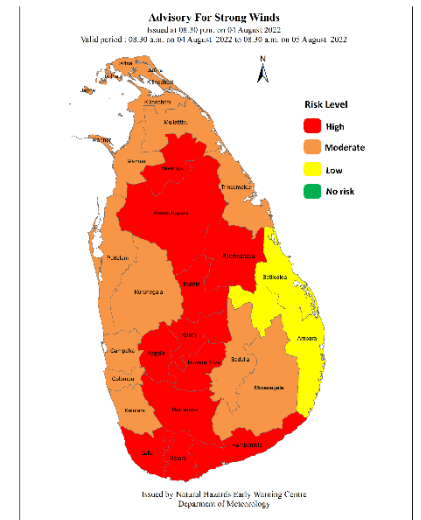 Advisory For Strong Winds
Issued at 08.30 p.m. on 04 August 2022
Valid period : 08.30 a.m. on 04 August 2022 to 08.30 a.m. on 05 August 2022
N
Jaffna
Kilinochchi
Mullaitivu
Mannar
Vavuniya
Trincomalee
Anuradhapura
Polonnaruwa
Puttalam
Batticaloa
Kurunegala
Matale
Ampara
Kandy
Gampaha
Kegalle
Badulla
Nuwara Eliya
Colombo
Monaragala
Kalutara
Ratnapura
Hambantota
Galle
Matara
Risk Level
High
Moderate
Low
No risk
Issued by Natural Hazards Early Warning Centre
Department of Meteorology